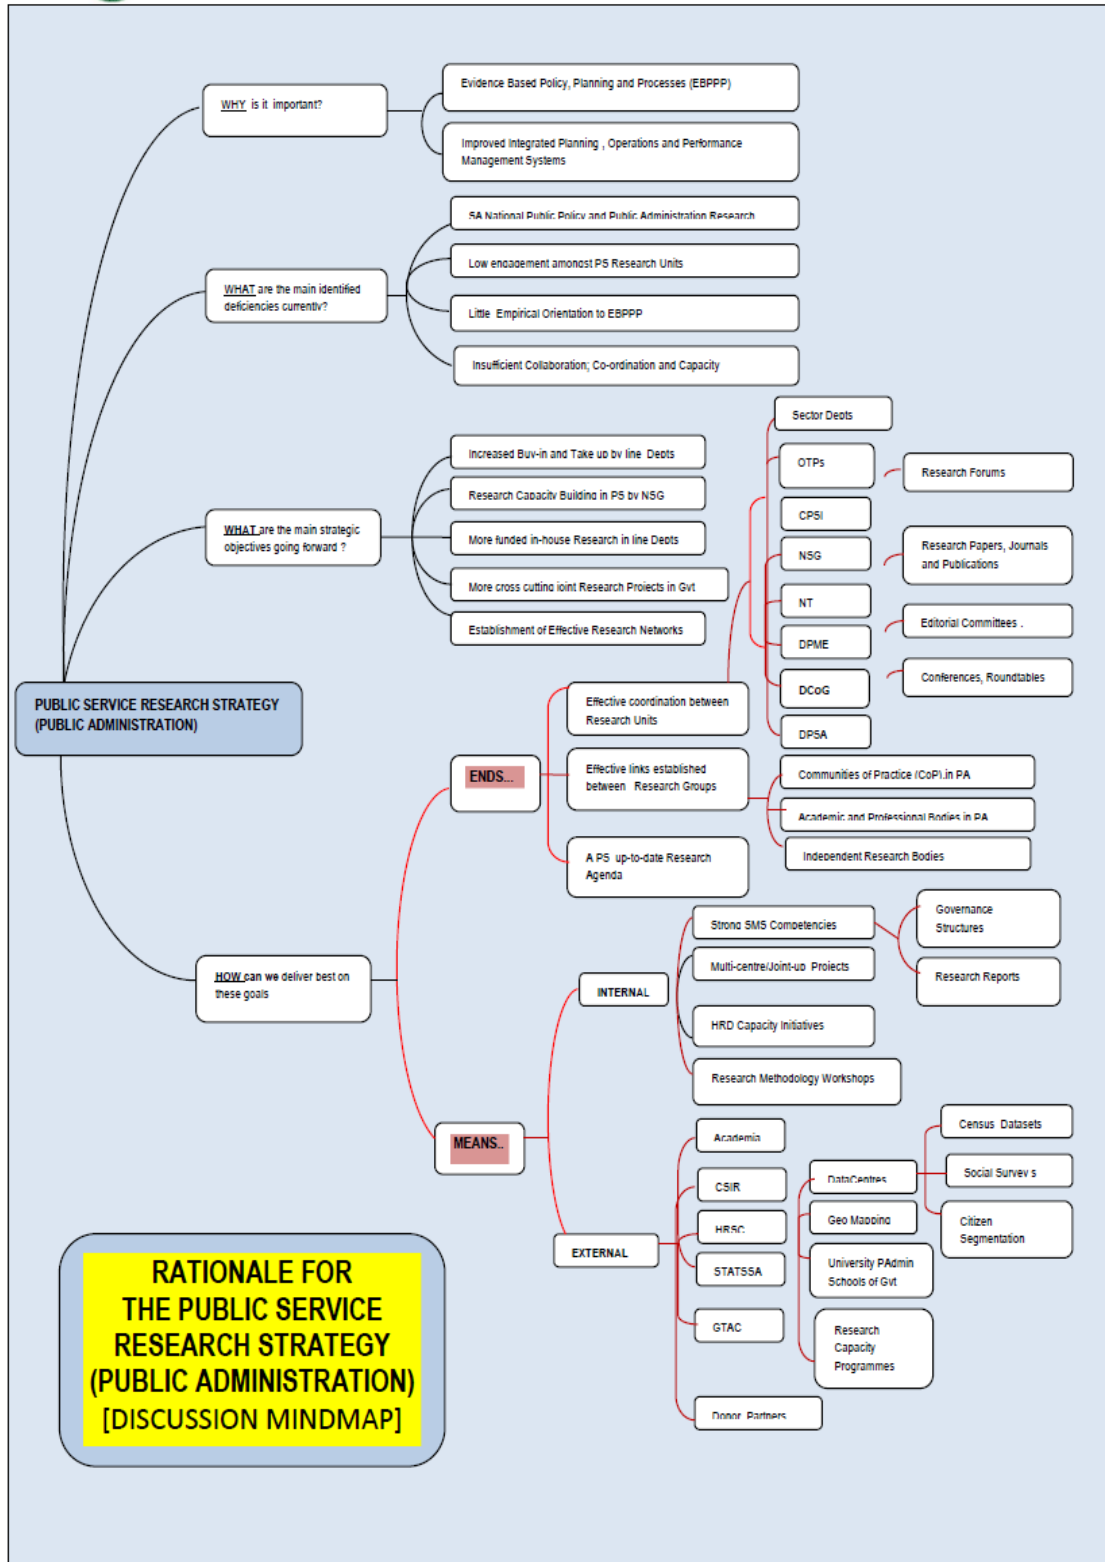 WHY is it important?
Evidence Based Policy, Planning and Processes (EBPPP)
Improved Integrated Planning , Operations and Performance
Management Systems
WHAT are the main identified
deficiencies currently?
SA National Public Policy and Public Administration Research
Low engagement amongst PS Research Units
Little Empirical Orientation to EBPPP
Insufficient Collaboration; Co-ordination and Capacity
WHAT are the main strategic
objectives going forward ?
Increased Buy-in and Take up by line Depts
Research Capacity Building in PS by NSG
More funded in-house Research in line Depts
More cross cutting joint Research Projects in Gvt
Establishment of Effective Research Networks
PUBLIC SERVICE RESEARCH STRATEGY
(PUBLIC ADMINISTRATION)
HOW can we deliver best on
these goals
ENDS...
Effective coordination between
Research Units
Effective links established
between Research Groups
A PS up-to-date Research
Agenda
Sector Depts
OTPs
CPSI
NSG
NT
DPME
DCoG
DPSA
Research Forums
Research Papers, Journals
and Publications
Editorial Committees .
Conferences, Roundtables
Communities of Practice (CoP).in PA
Academic and Professional Bodies in PA
Independent Research Bodies
MEANS..
INTERNAL
Strong SMS Competencies
Multi-centre/Joint-up Projects
HRD Capacity Initiatives
Research Methodology Workshops
Governance
Structures
Research Reports
EXTERNAL
Academia
CSIR
HRSC
STATSSA
GTAC
Donor Partners
DataCentres
Geo Mapping
University PAdmin
Schools of Gvt
Research
Capacity
Programmes
Census Datasets
Social Survey s
Citizen
Segmentation
RATIONALE FOR
THE PUBLIC SERVICE
RESEARCH STRATEGY
(PUBLIC ADMINISTRATION)
[DISCUSSION MINDMAP]